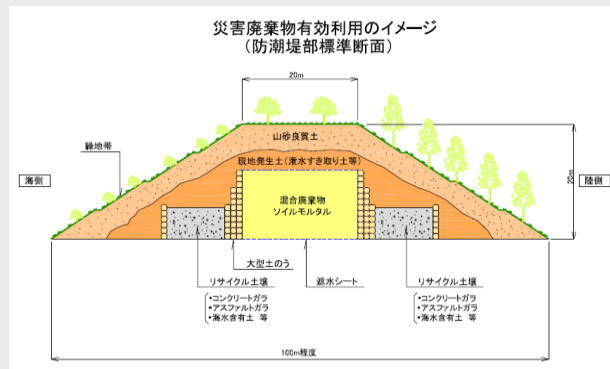 災害廃棄物有効利用のイメージ
（防潮堤部標準断面）
20m
山砂良質土
緑地帯
現地発生土（潅水すき取り土等）
海側
陸側
20m
混合廃棄物
ソイルモルタル
大型土のう
リサイクル土壌
遮水シート
リサイクル土壌
・コンクリートガラ
・アスファルトガラ
・海水含有土 等
・コンクリートガラ
・アスファルトガラ
・海水含有土 等
100m程度